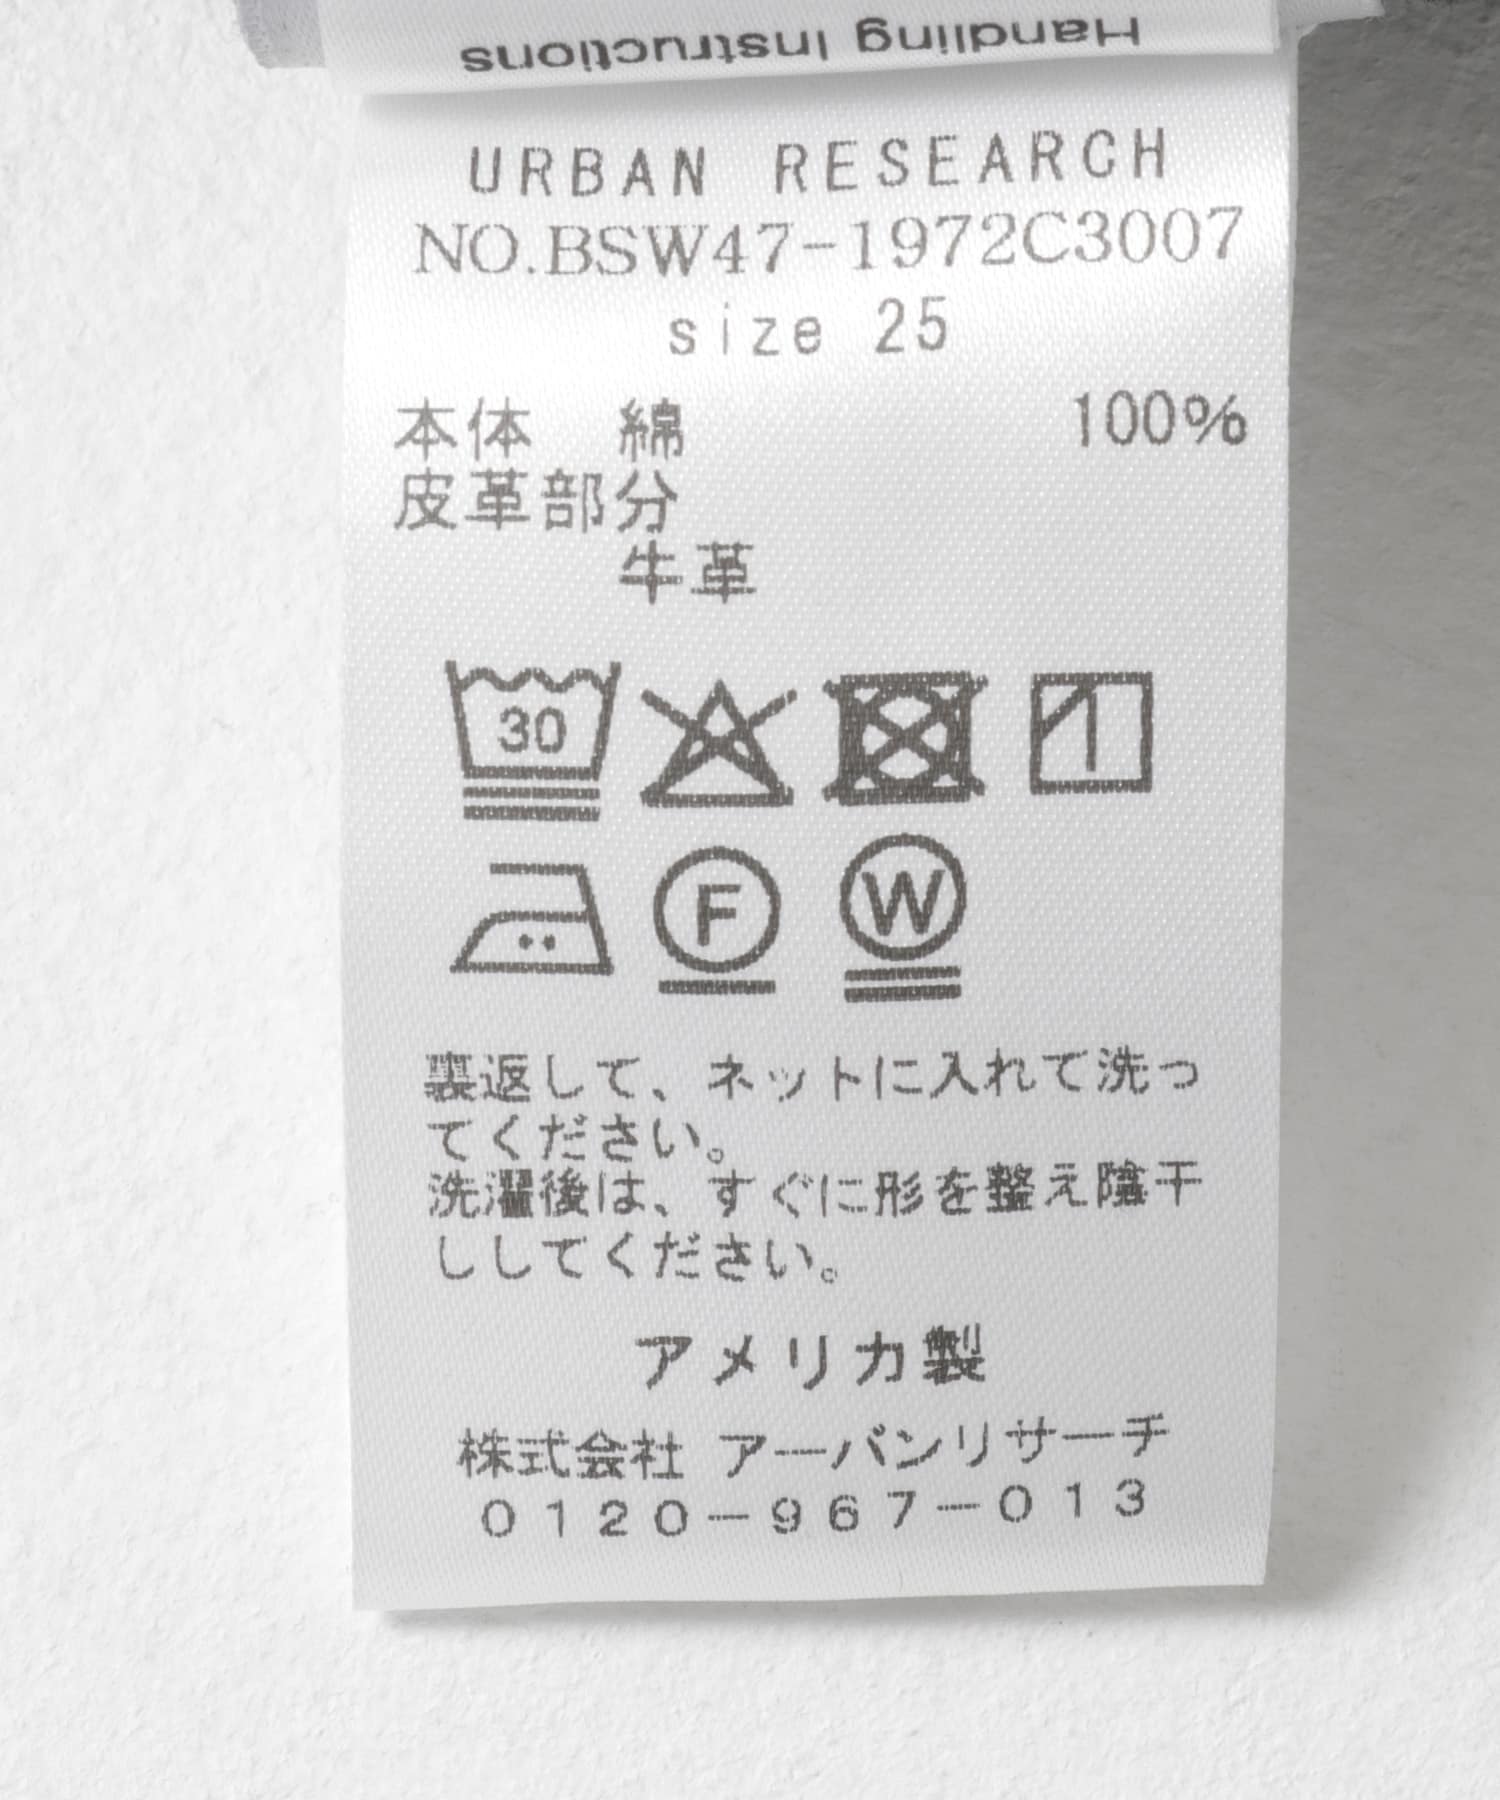 Handling Instructions
URBAN RESEARCH
NO.BSW47-1972C3007
size 25
本体 綿 100%
皮革部分
牛革
30
F W
裏返して、ネットに入れて洗っ
てください。
洗濯後は、すぐに形を整え陰干
ししてください。
アメリカ製
株式会社 アーバンリサーチ
0120-967-013